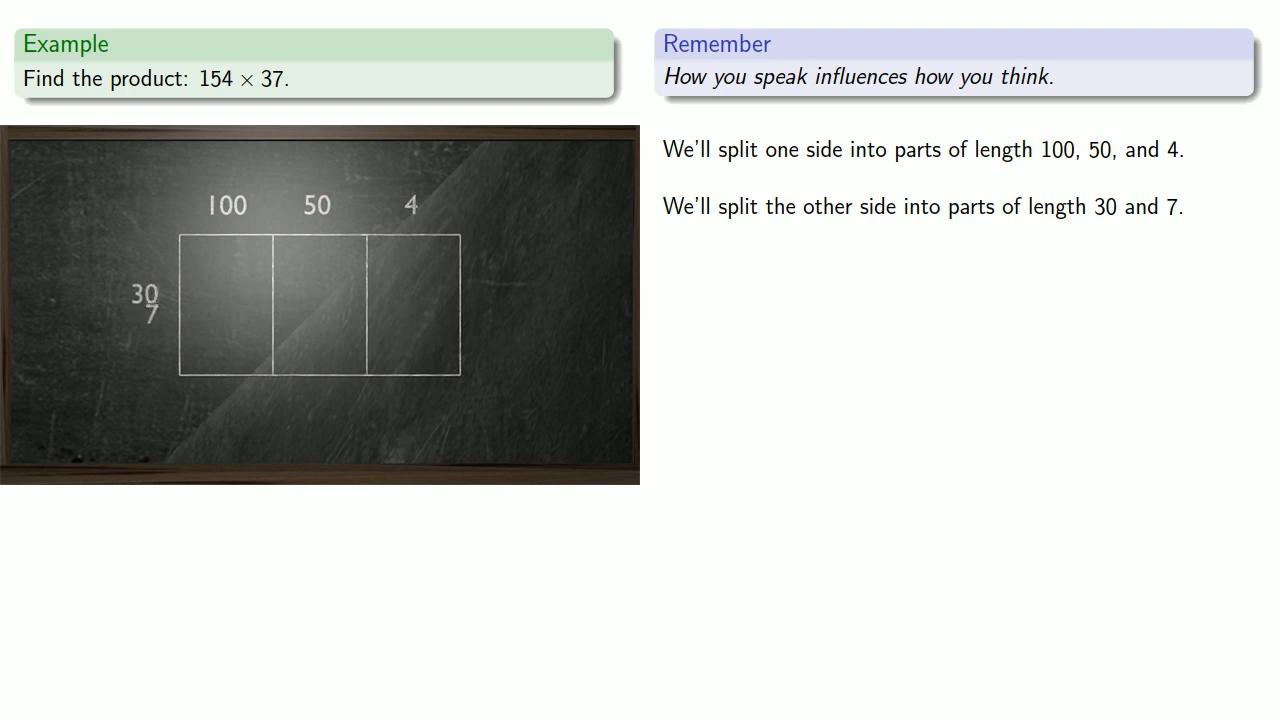 Example
Find the product: 154 × 37.
Remember
How you speak influences how you think.
100 50 4
30
7
We'll split one side into parts of length 100, 50, and 4.
We'll split the other side into parts of length 30 and 7.